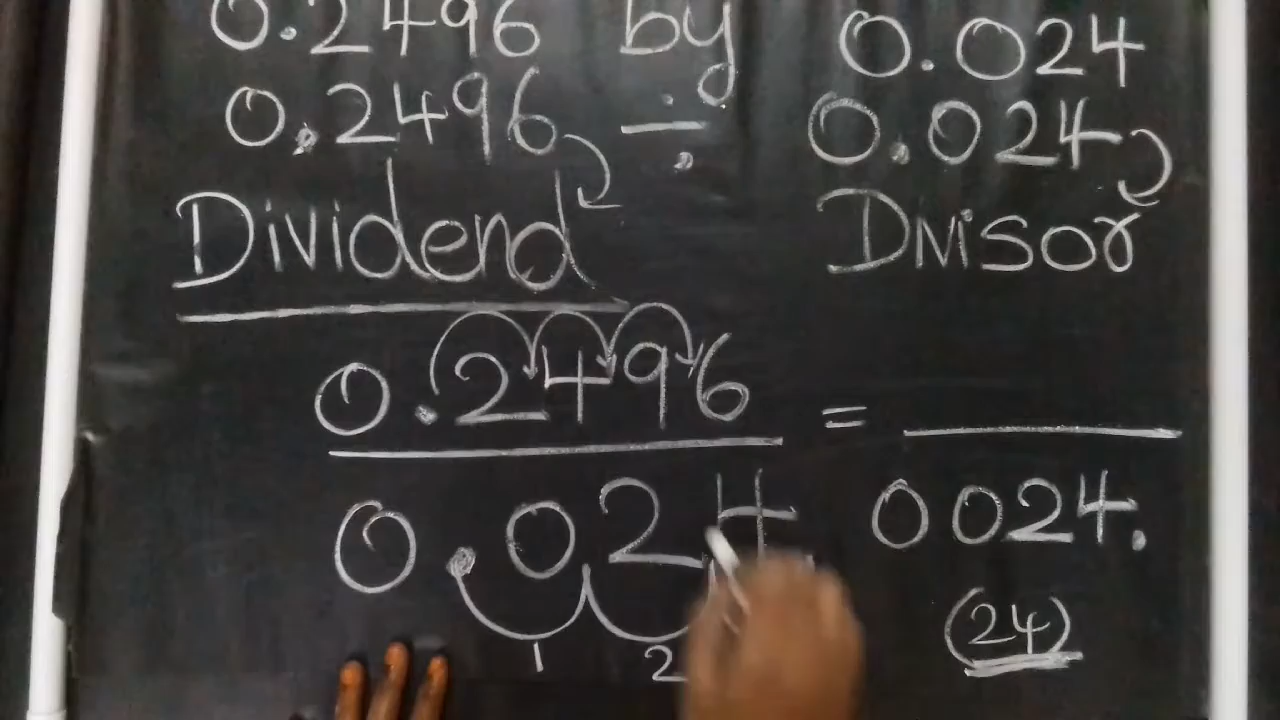 0.2496 by 0.024
0.2496 ÷ 0.024
Dividend Divisor
0.2496 =
0.024 0024.
1 2 (24)